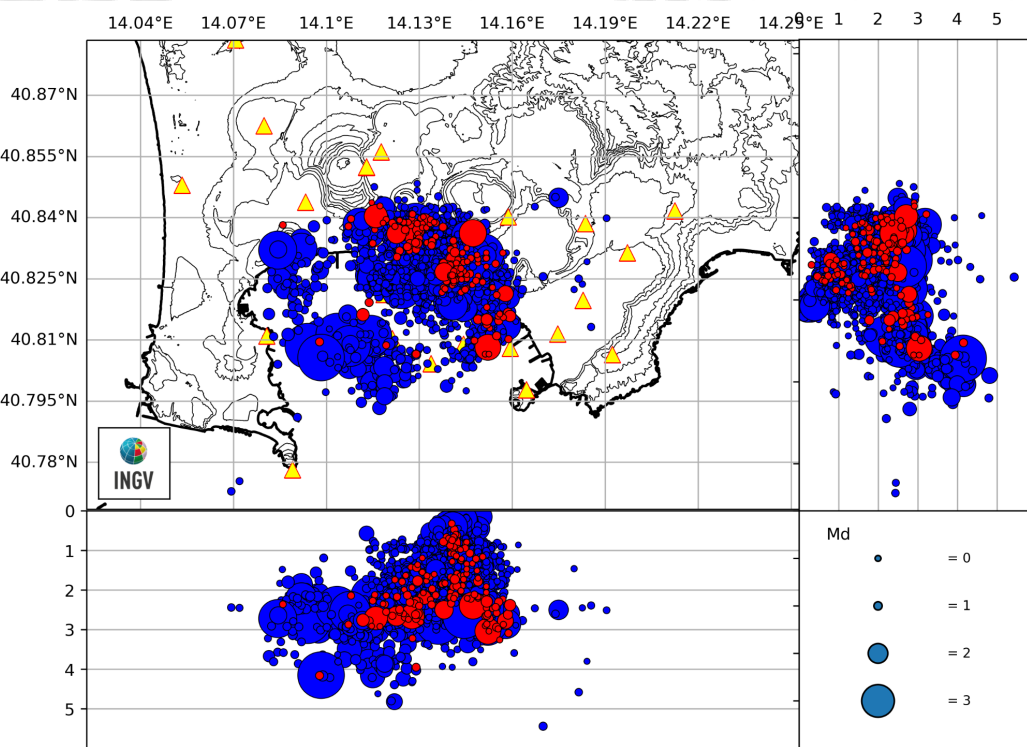 14.04°E 14.07°E 14.1°E 14.13°E 14.16°E 14.19°E 14.22°E 14.25°E 0 1 2 3 4 5
40.87°N
40.855°N
40.84°N
40.825°N
40.81°N
40.795°N
40.78°N
INGV
0
1
2
3
4
5
Md
= 0
= 1
= 2
= 3